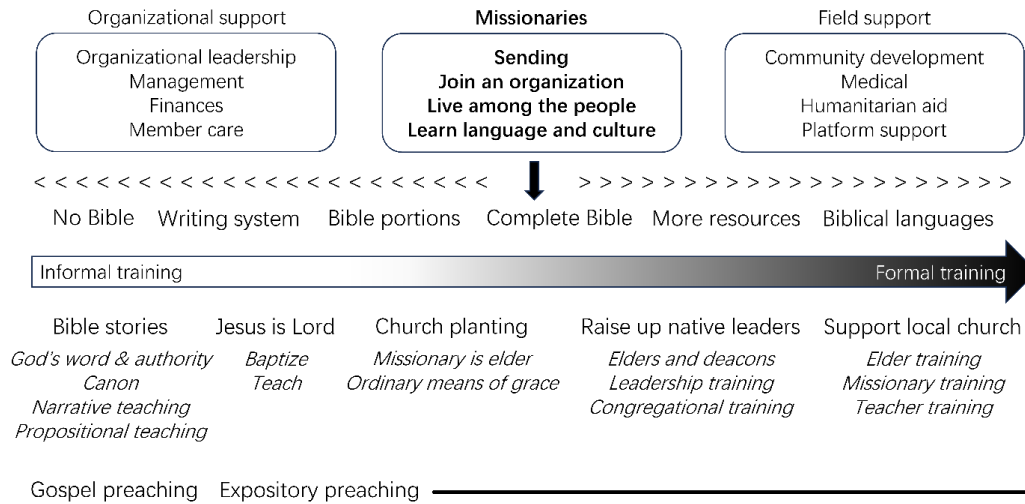 Organizational support
Organizational leadership
Management
Finances
Member care
Missionaries
Sending
Join an organization
Live among the people
Learn language and culture
Field support
Community development
Medical
Humanitarian aid
Platform support
< < < < < < < < < < < < < < < < < < < < < < < > > > > > > > > > > > > > > > > > > > > > >
No Bible Writing system Bible portions Complete Bible More resources Biblical languages
Informal training Formal training
Bible stories
God's word & authority
Canon
Narrative teaching
Propositional teaching
Jesus is Lord
Baptize
Teach
Church planting
Missionary is elder
Ordinary means of grace
Raise up native leaders
Elders and deacons
Leadership training
Congregational training
Support local church
Elder training
Missionary training
Teacher training
Gospel preaching Expository preaching